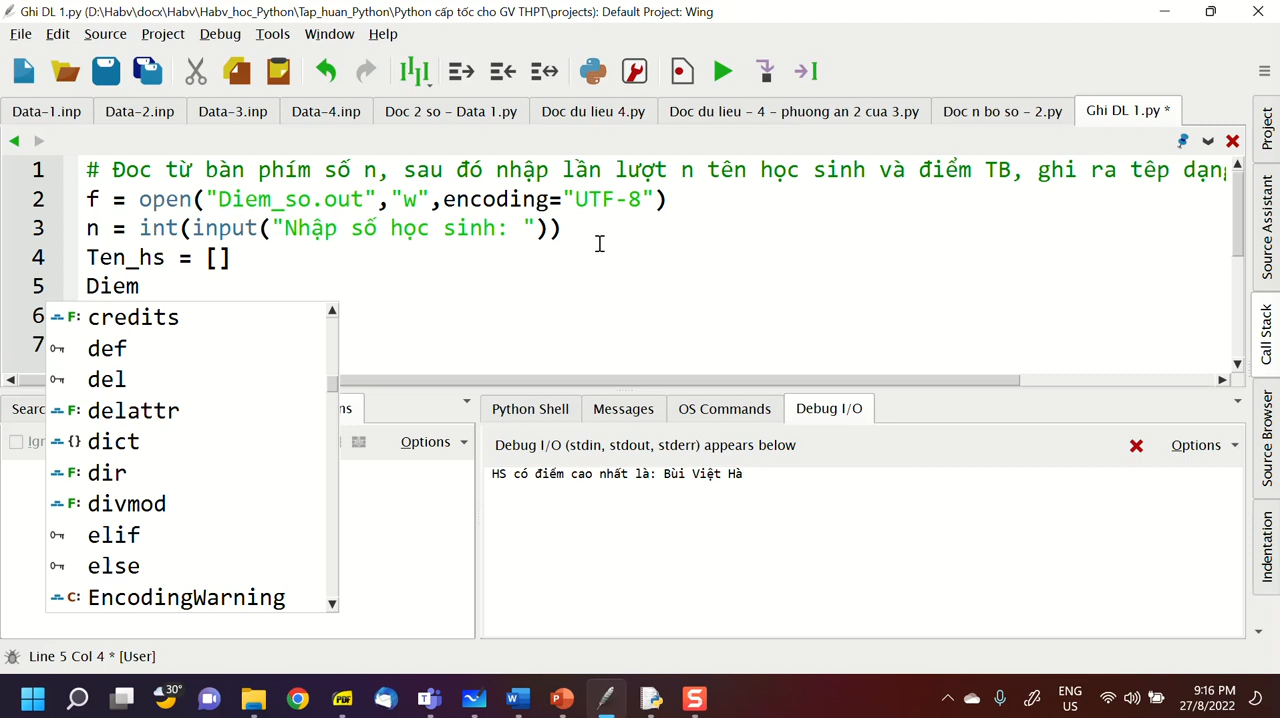 Ghi DL 1.py (D:\Habv\docx\Habv\Habv_hoc_Python\Tap_huan_Python\Python cấp tốc cho GV THPT\projects): Default Project: Wing
File Edit Source Project Debug Tools Window Help
Data-1.inp Data-2.inp Data-3.inp Data-4.inp Doc 2 so - Data 1.py Doc du lieu 4.py Doc du lieu - 4 - phuong an 2 cua 3.py Doc n bo so - 2.py Ghi DL 1.py *
1 # Đoc từ bàn phím số n, sau đó nhập lần lượt n tên học sinh và điểm TB, ghi ra têp dạng
2 f = open("Diem_so.out","w",encoding="UTF-8")
3 n = int(input("Nhập số học sinh: "))
4 Ten_hs = []
5 Diem
6
7
F: credits
def
del
F: delattr
{} dict
F: dir
F: divmod
elif
else
C: EncodingWarning
Searc ns
Ign Options
Python Shell Messages OS Commands Debug I/O
Debug I/O (stdin, stdout, stderr) appears below Options
HS có điểm cao nhất là: Bùi Việt Hà
Project
Source Assistant
Call Stack
Source Browser
Indentation
Line 5 Col 4 * [User]
30°
PDF
ENG
US
9:16 PM
27/8/2022